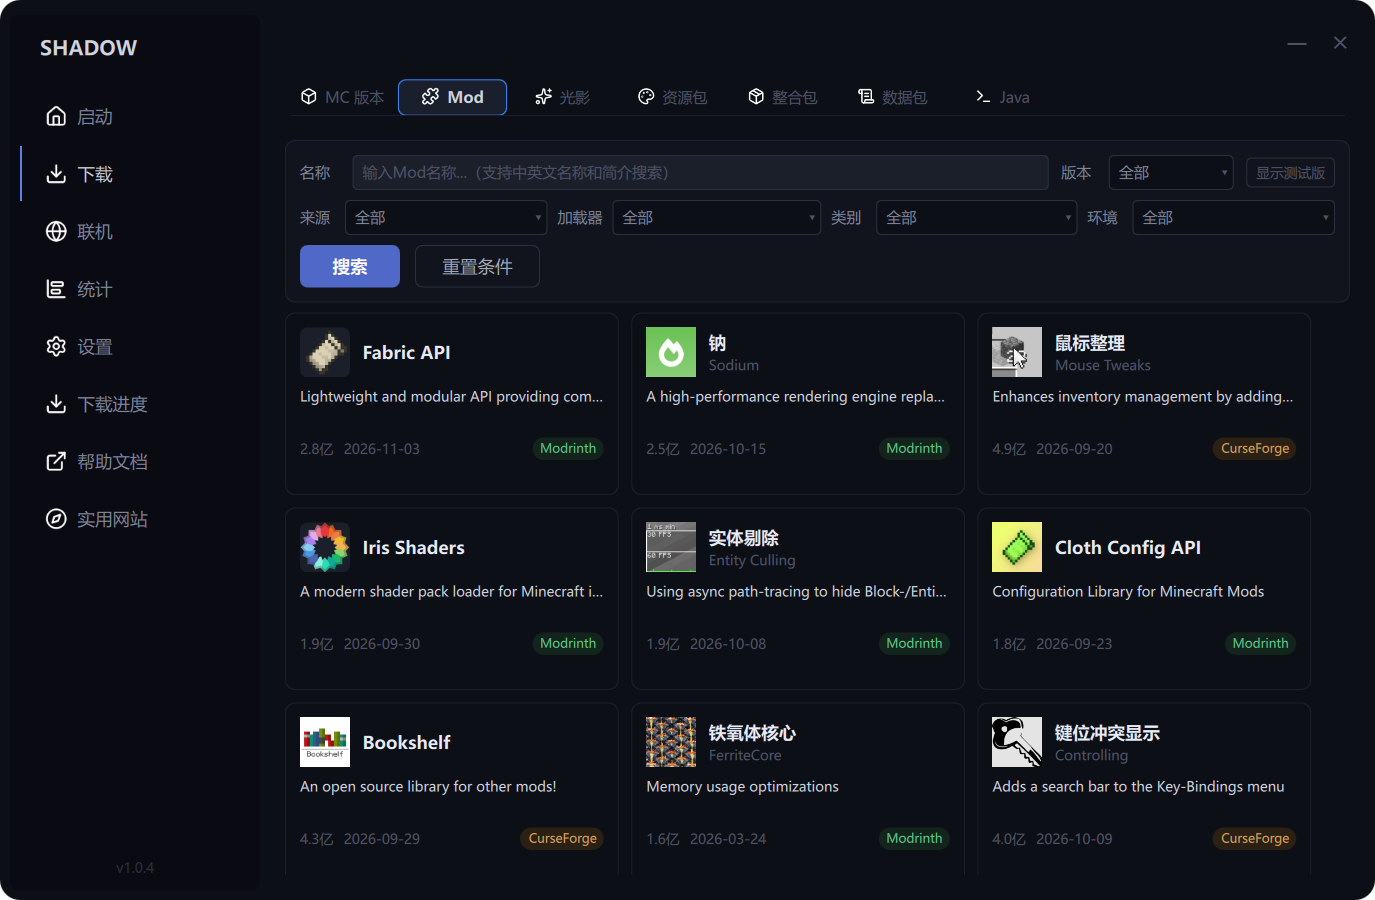 SHADOW
启动
下载
联机
统计
设置
下载进度
帮助文档
实用网站
v1.0.4
MC 版本
Mod
光影
资源包
整合包
数据包
Java
名称
输入Mod名称...（支持中英文名称和简介搜索）
版本
全部
显示测试版
来源
全部
加载器
全部
类别
全部
环境
全部
搜索
重置条件
Fabric API
Lightweight and modular API providing com...
2.8亿 2026-11-03
Modrinth
钠
Sodium
A high-performance rendering engine repla...
2.5亿 2026-10-15
Modrinth
鼠标整理
Mouse Tweaks
Enhances inventory management by adding...
4.9亿 2026-09-20
CurseForge
Iris Shaders
A modern shader pack loader for Minecraft i...
1.9亿 2026-09-30
Modrinth
1 ms min
30 FPS
60 FPS
实体剔除
Entity Culling
Using async path-tracing to hide Block-/Enti...
1.9亿 2026-10-08
Modrinth
Cloth Config API
Configuration Library for Minecraft Mods
1.8亿 2026-09-23
Modrinth
Bookshelf
Bookshelf
An open source library for other mods!
4.3亿 2026-09-29
CurseForge
铁氧体核心
FerriteCore
Memory usage optimizations
1.6亿 2026-03-24
Modrinth
键位冲突显示
Controlling
Adds a search bar to the Key-Bindings menu
4.0亿 2026-10-09
CurseForge